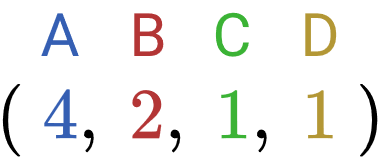 A B C D
( 4, 2, 1, 1 )